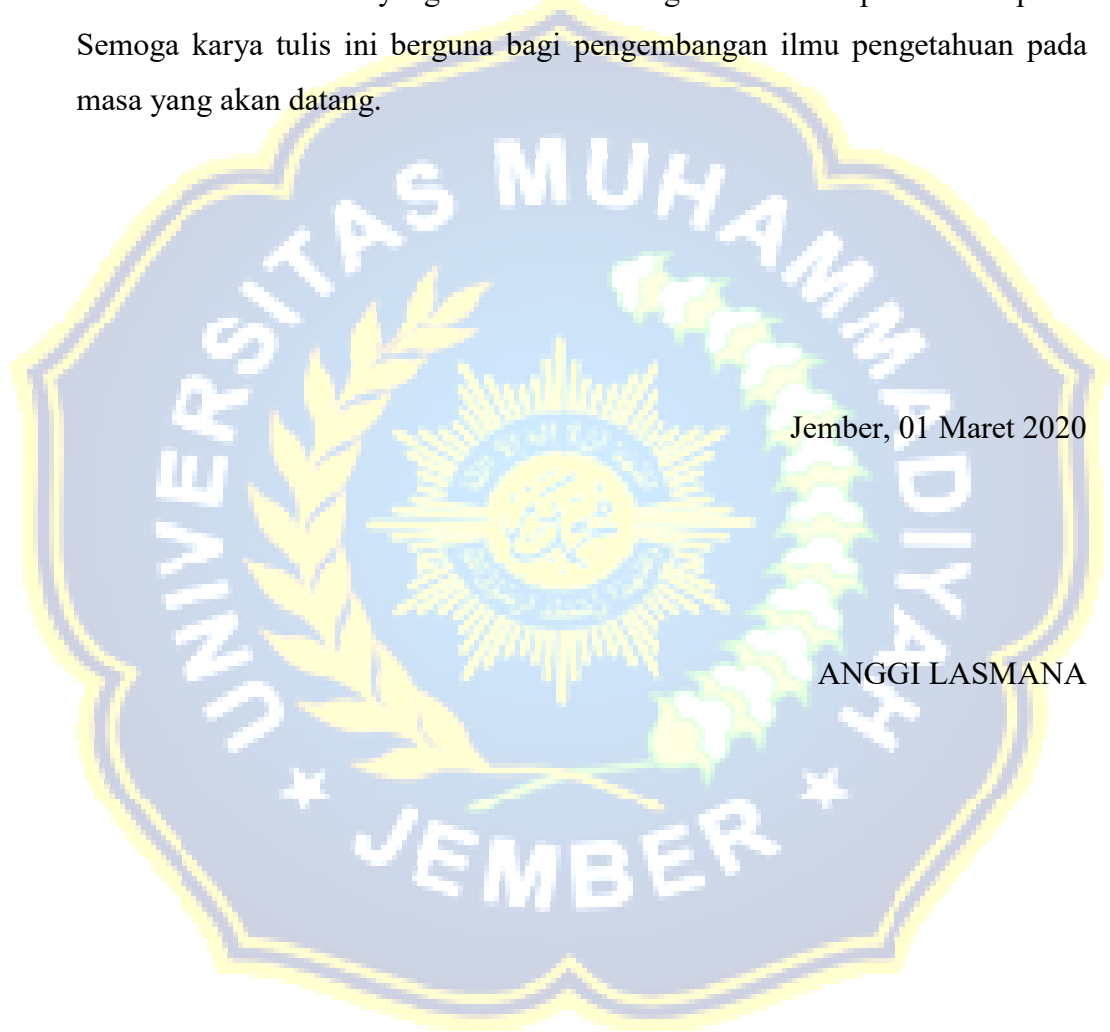 yang
Semoga karya tulis ini berguna bagi pengembangan ilmu pengetahuan pada
masa yang akan datang.
UNIVERSITAS MUHAMMADIYAH
Jember, 01 Maret 2020
ANGGI LASMANA
JEMBER